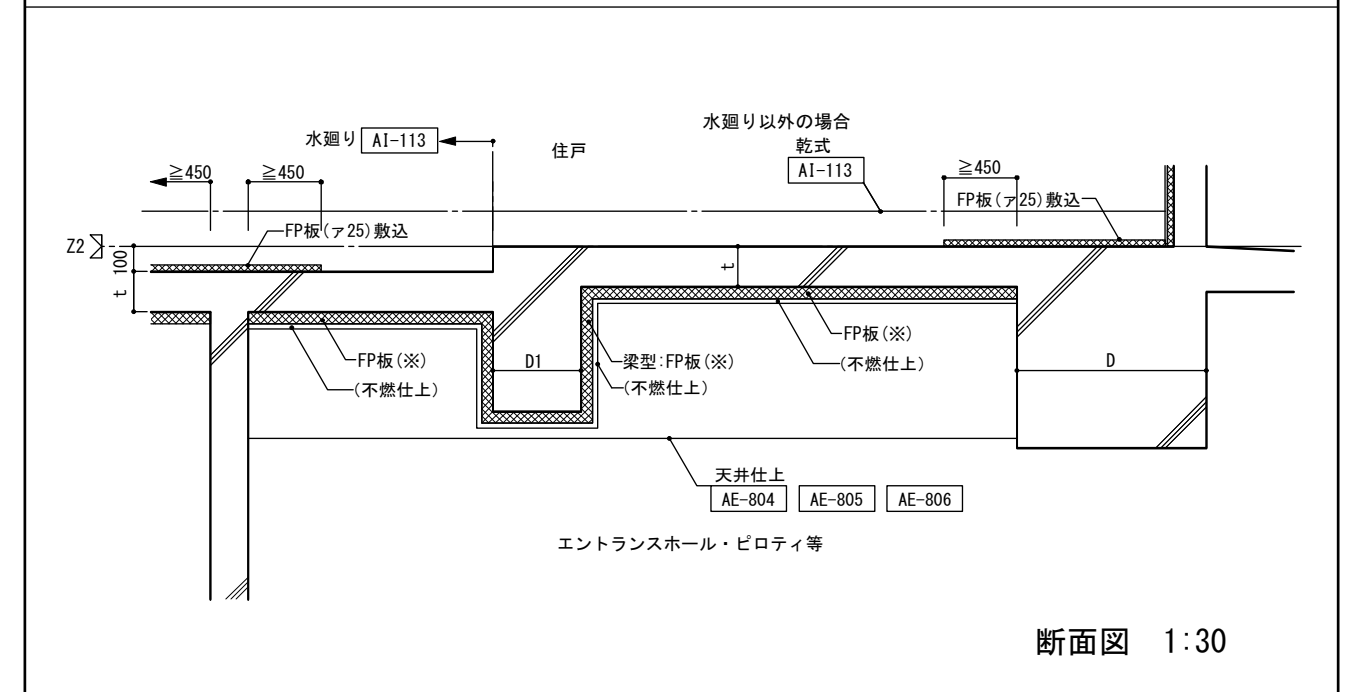 水廻り以外の場合
水廻り AI-113
住戸
乾式
AI-113
≧450
≧450
≧450
FP板(ァ25)敷込
FP板(ァ25)敷込
Z2
100
t
t
FP板(※)
(不燃仕上)
D1
梁型:FP板(※)
(不燃仕上)
FP板(※)
(不燃仕上)
D
天井仕上
AE-804 AE-805 AE-806
エントランスホール・ピロティ等
断面図 1:30